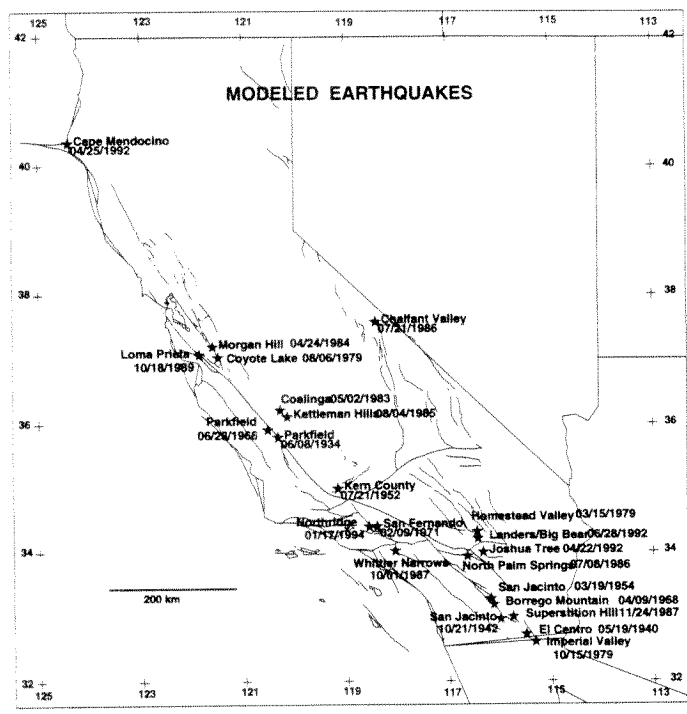 125 123 121 119 117 115 113
42 42
MODELED EARTHQUAKES
Cape Mendocino
04/25/1992
40 40
38 38
Chalfant Valley
07/21/1986
Morgan Hill 04/24/1984
Loma Prieta
Coyote Lake 08/06/1979
10/18/1989
Coalinga 05/02/1983
Kettleman Hills 08/04/1985
36 36
Parkfield
06/28/1966
Parkfield
06/08/1934
Kern County
07/21/1952
Homestead Valley 03/15/1979
Northridge
01/17/1994
San Fernando
02/09/1971
Landers/Big Bear 06/28/1992
34 34
Joshua Tree 04/22/1992
Whittier Narrows
10/01/1987
North Palm Springs 07/08/1986
San Jacinto 03/19/1954
200 km
Borrego Mountain 04/09/1968
San Jacinto
10/21/1942
Superstition Hill 11/24/1987
El Centro 05/19/1940
Imperial Valley
10/15/1979
32 32
125 123 121 119 117 115 113